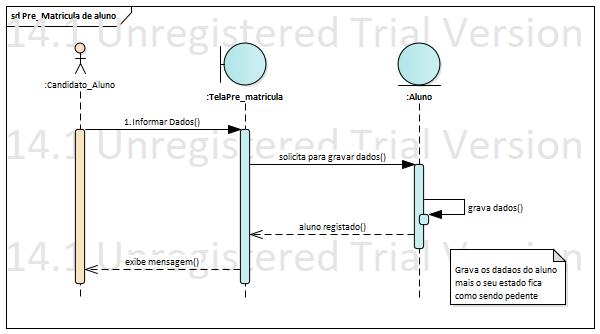 sd Pre_ Matricula de aluno
14.1 Unregistered Trial Version
:Candidato_Aluno
:TelaPre_matricula
:Aluno
1. Informar Dados()
14.1 Unregistered Trial Version
solicita para gravar dados()
grava dados()
aluno registado()
14.1 Unregistered Trial Version
exibe mensagem()
Grava os dadaos do aluno
mais o seu estado fica
como sendo pedente